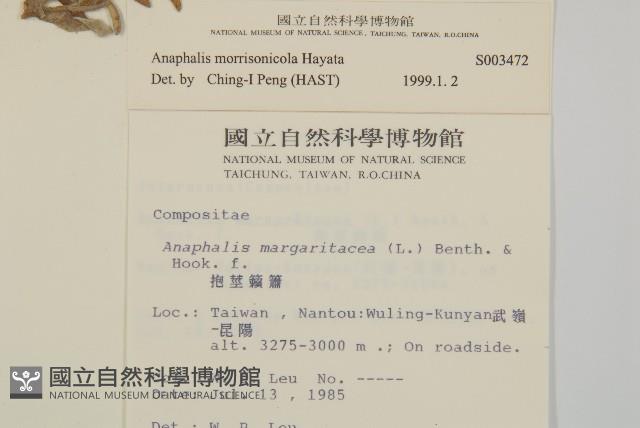 國立自然科學博物館
NATIONAL MUSEUM OF NATURAL SCIENCE, TAICHUNG, TAIWAN, R.O.CHINA
Anaphalis morrisonicola Hayata S003472
Det. by Ching-I Peng (HAST) 1999.1. 2
國立自然科學博物館
NATIONAL MUSEUM OF NATURAL SCIENCE
TAICHUNG, TAIWAN, R.O.CHINA
Compositae
Anaphalis margaritacea (L.) Benth. &
Hook. f.
抱莖籟簫
Loc.: Taiwan , Nantou:Wuling-Kunyan武嶺
-昆陽
alt. 3275-3000 m .; On roadside.
Leu No. -----
Date: Jul. 13 , 1985
Det.: W. P. Leu
國立自然科學博物館
NATIONAL MUSEUM OF NATURAL SCIENCE